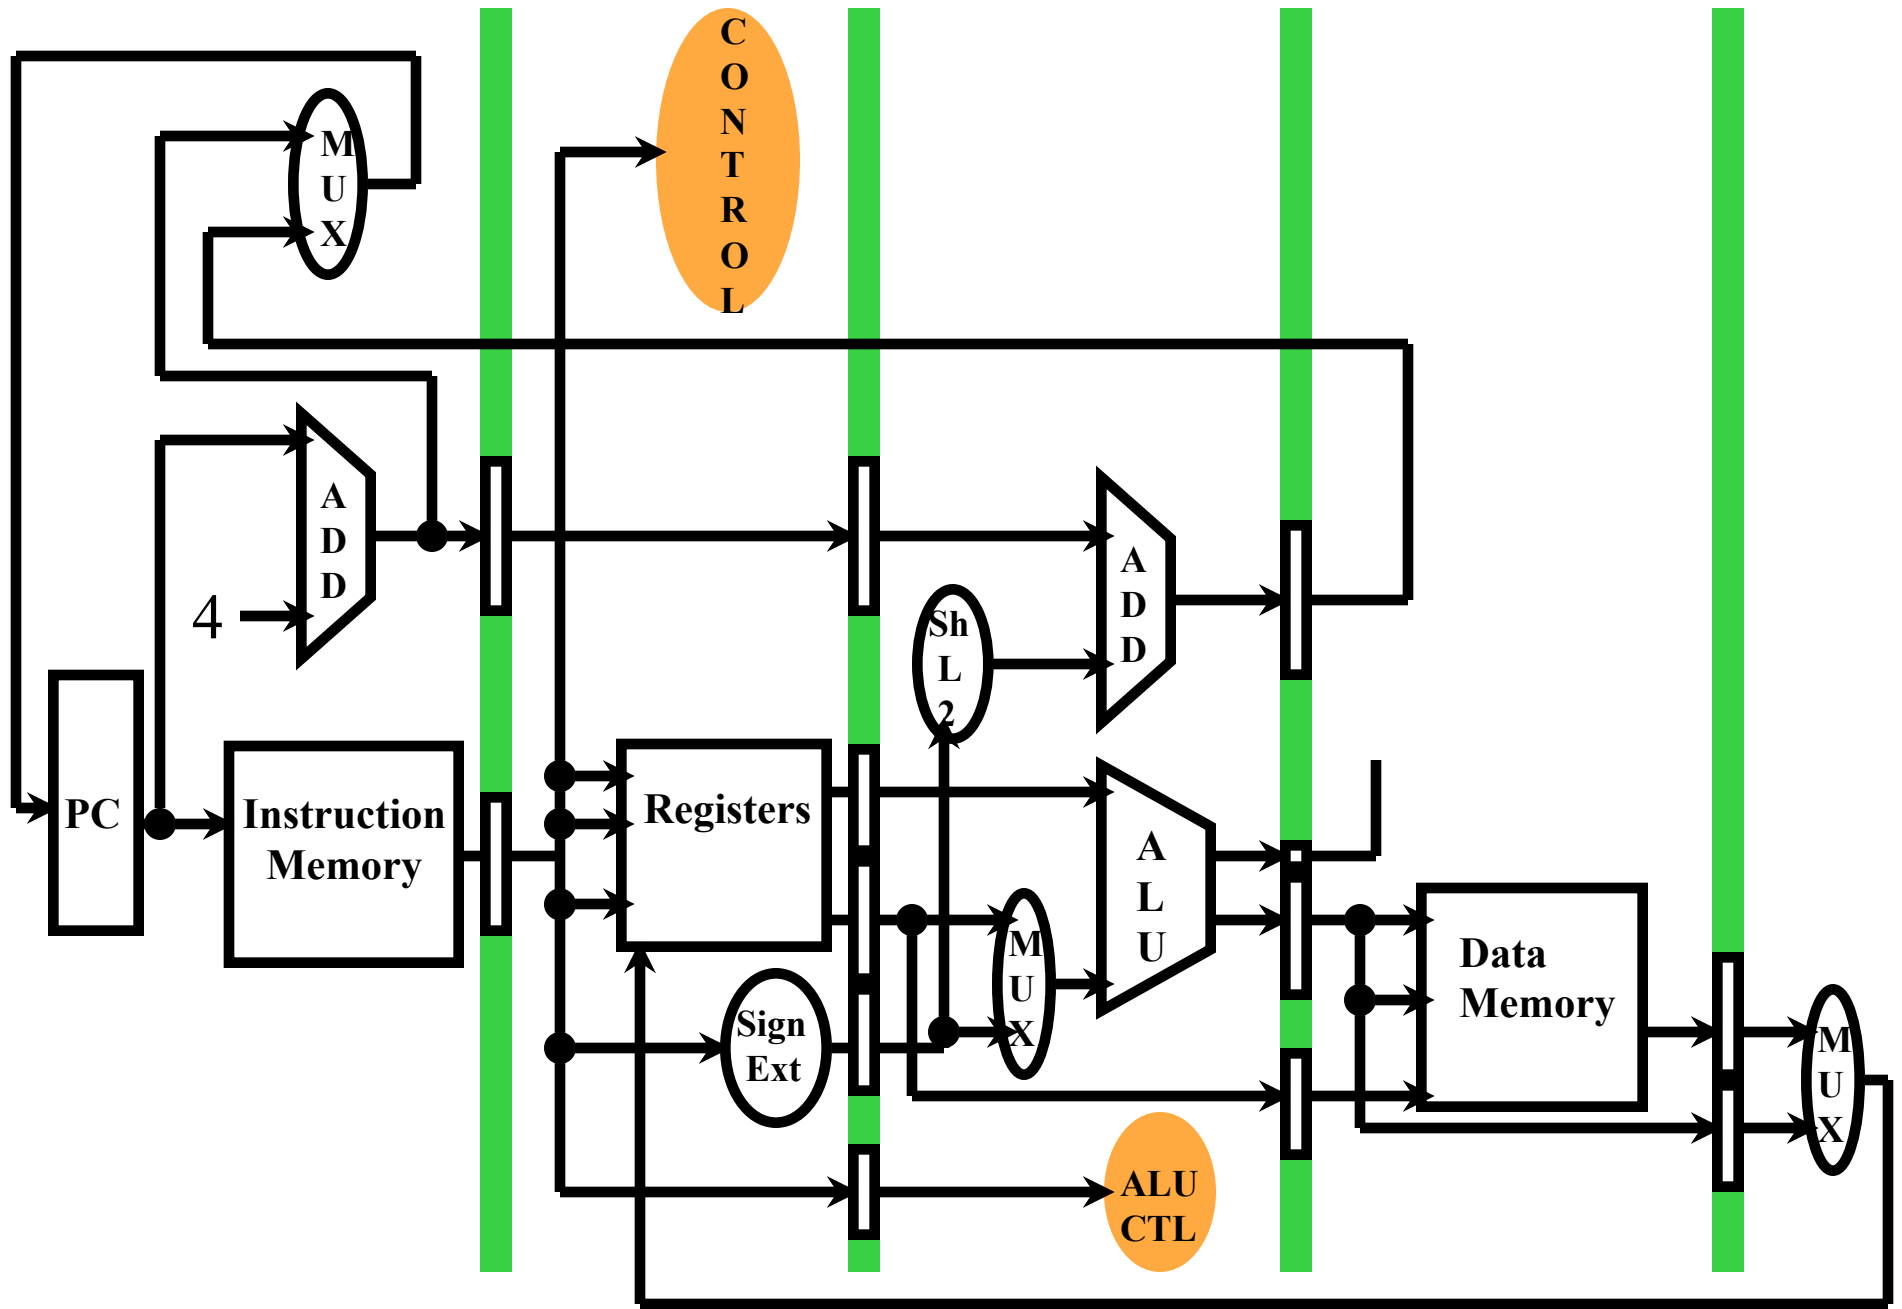 C
O
N
T
R
O
L
M
U
X
A
D
D
4
A
D
D
Sh
L
2
PC
Instruction
Memory
Registers
A
L
U
M
U
X
Data
Memory
Sign
Ext
M
U
X
ALU
CTL